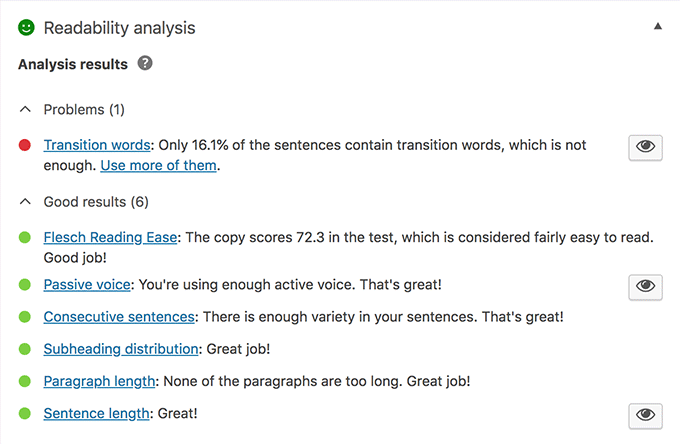 Readability analysis
Analysis results ?
Problems (1)
Transition words: Only 16.1% of the sentences contain transition words, which is not
enough. Use more of them.
Good results (6)
Flesch Reading Ease: The copy scores 72.3 in the test, which is considered fairly easy to read.
Good job!
Passive voice: You're using enough active voice. That's great!
Consecutive sentences: There is enough variety in your sentences. That's great!
Subheading distribution: Great job!
Paragraph length: None of the paragraphs are too long. Great job!
Sentence length: Great!